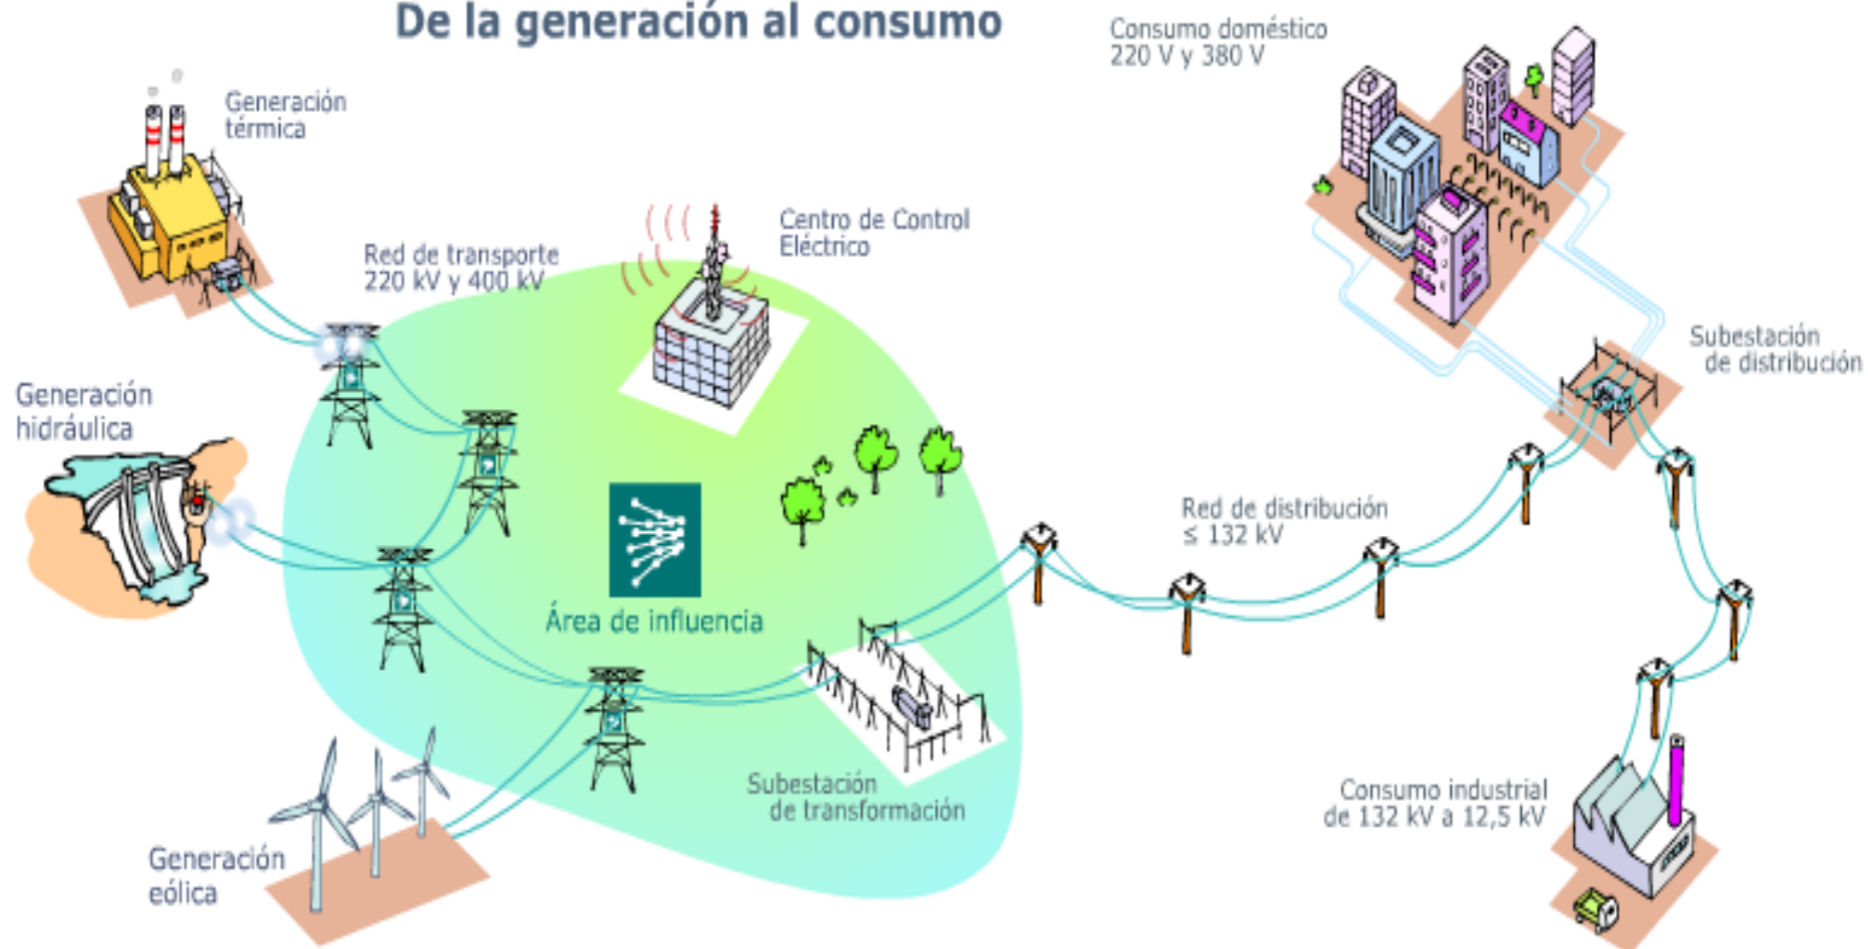 De la generación al consumo
Consumo doméstico
220 V y 380 V
Generación
térmica
Centro de Control
Eléctrico
Red de transporte
220 kV y 400 kV
Subestación
de distribución
Generación
hidráulica
Red de distribución
≤ 132 kV
Área de influencia
Subestación
de transformación
Consumo industrial
de 132 kV a 12,5 kV
Generación
eólica